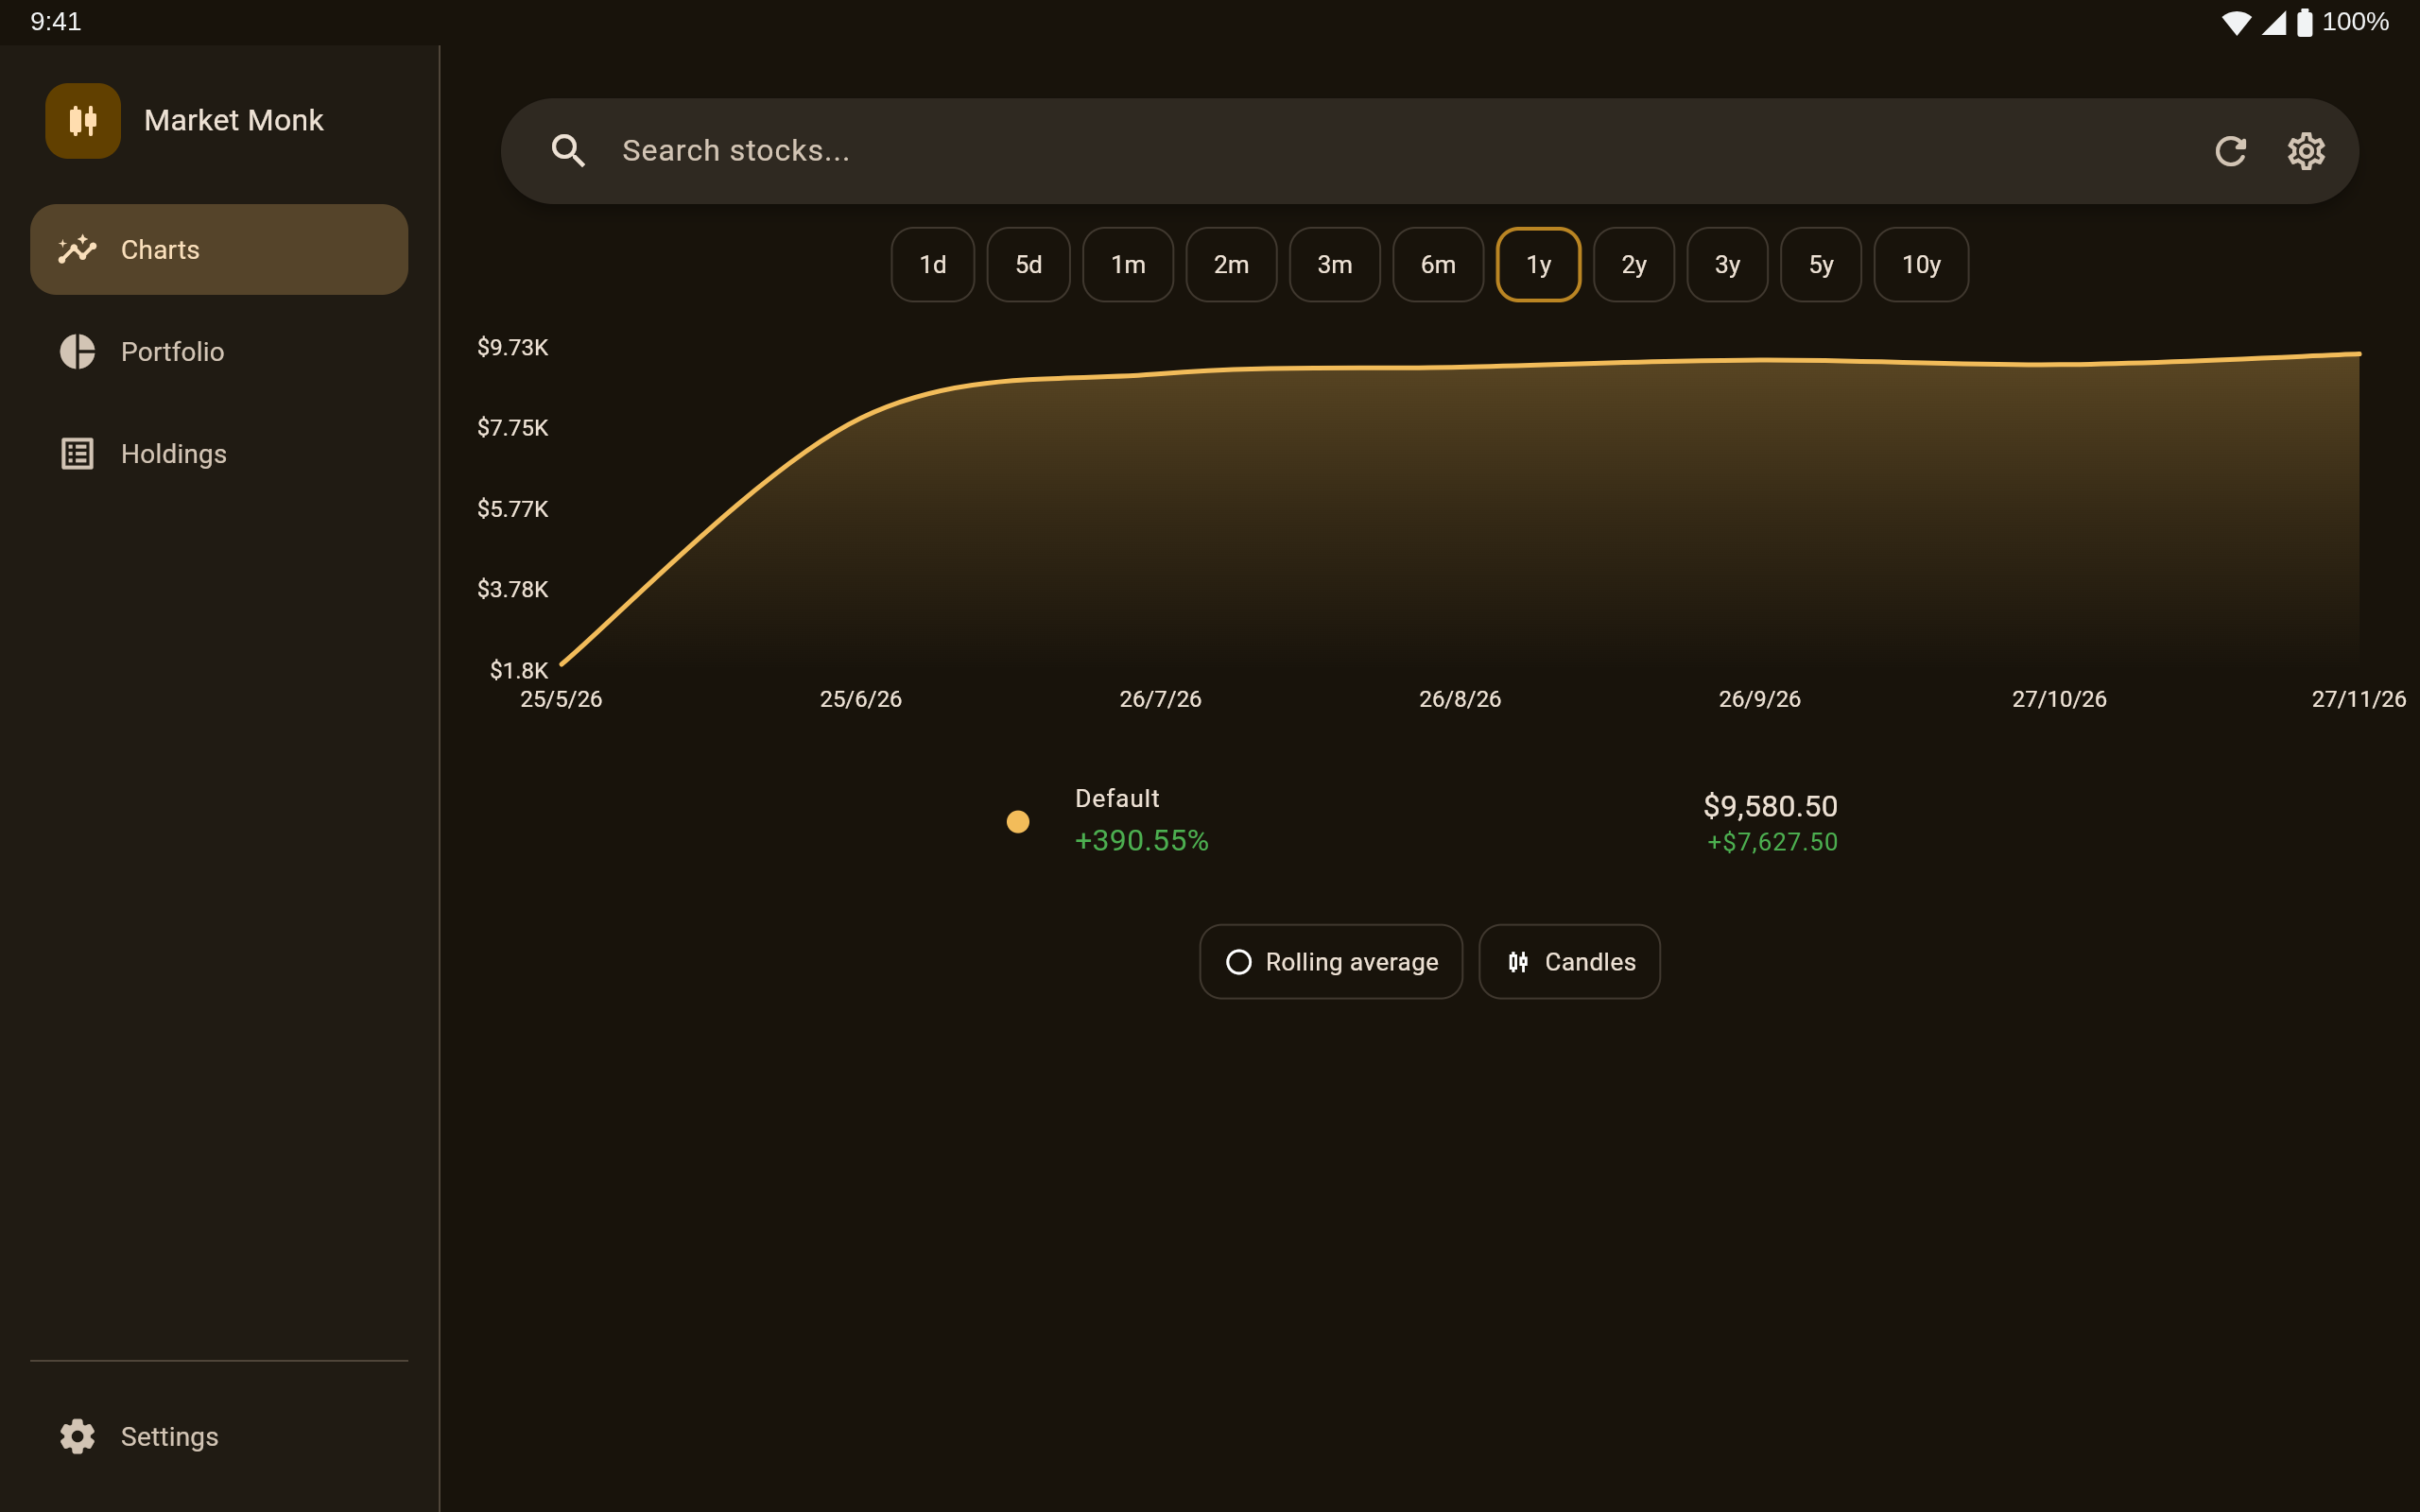 9:41
100%
Market Monk
Charts
Portfolio
Holdings
Settings
Search stocks...
1d 5d 1m 2m 3m 6m 1y 2y 3y 5y 10y
$9.73K
$7.75K
$5.77K
$3.78K
$1.8K
25/5/26 25/6/26 26/7/26 26/8/26 26/9/26 27/10/26 27/11/26
Default
+390.55%
$9,580.50
+$7,627.50
Rolling average
Candles